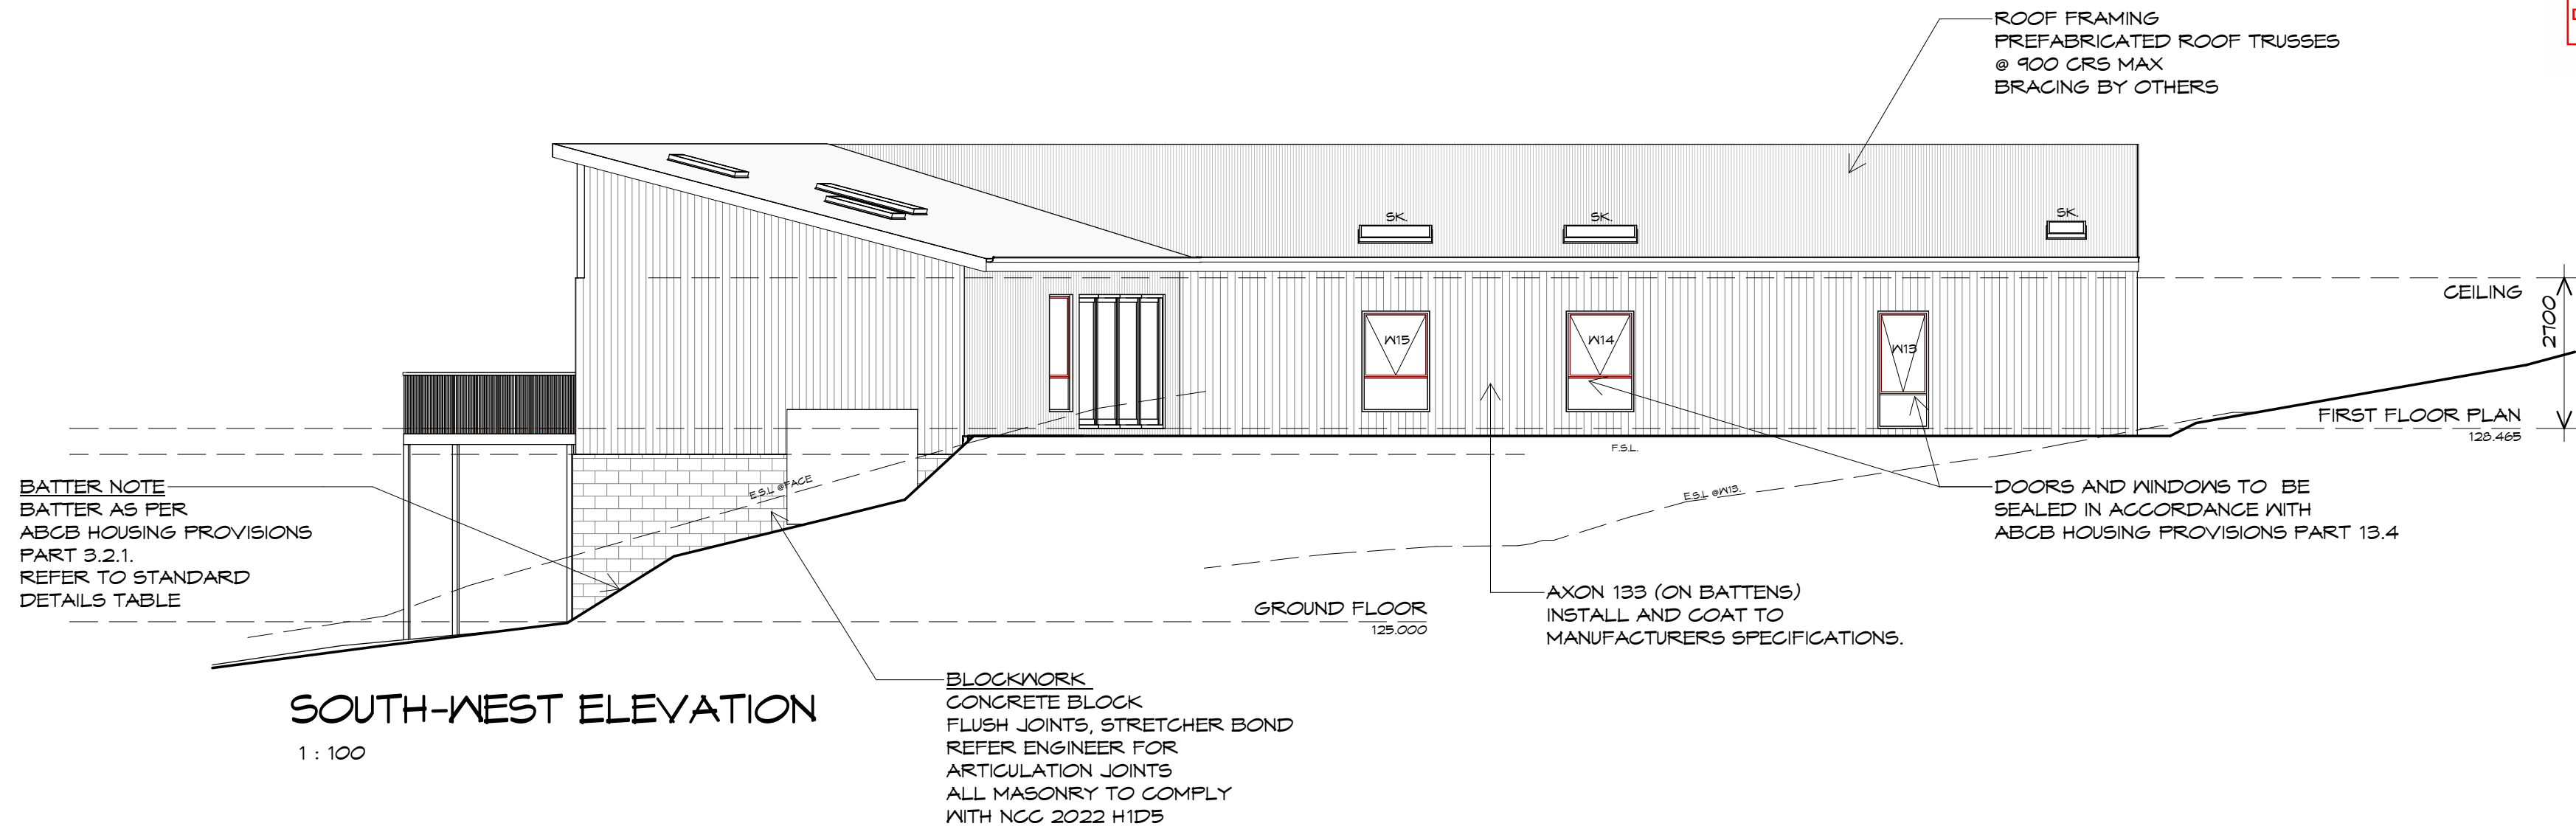 ROOF FRAMING
PREFABRICATED ROOF TRUSSES
@ 900 CRS MAX
BRACING BY OTHERS
SK.
SK.
SK.
CEILING
2700
W15
W14
W13
FIRST FLOOR PLAN
128.465
F.S.L.
E.S.L @FACE
E.S.L @W13.
BATTER NOTE
BATTER AS PER
ABCB HOUSING PROVISIONS
PART 3.2.1.
REFER TO STANDARD
DETAILS TABLE
DOORS AND WINDOWS TO BE
SEALED IN ACCORDANCE WITH
ABCB HOUSING PROVISIONS PART 13.4
AXON 133 (ON BATTENS)
INSTALL AND COAT TO
MANUFACTURERS SPECIFICATIONS.
GROUND FLOOR
125.000
BLOCKWORK
CONCRETE BLOCK
FLUSH JOINTS, STRETCHER BOND
REFER ENGINEER FOR
ARTICULATION JOINTS
ALL MASONRY TO COMPLY
WITH NCC 2022 H1D5
SOUTH-WEST ELEVATION
1 : 100